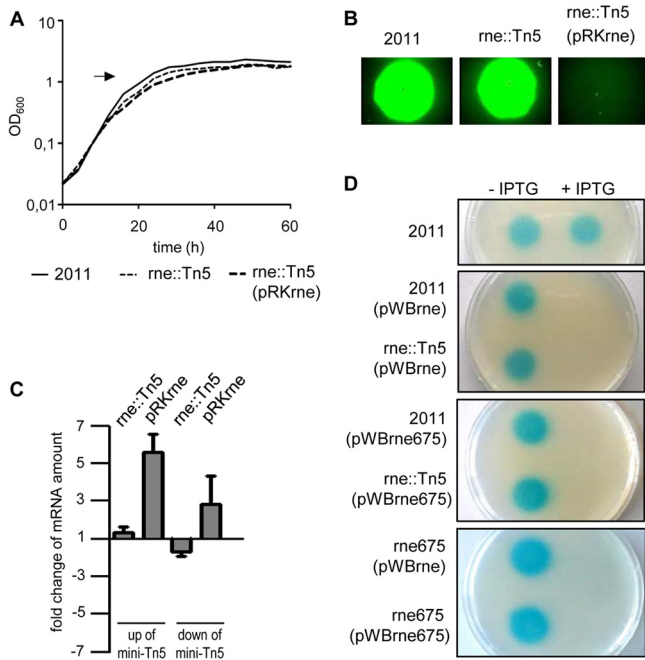 A
10
1
0,1
0,01
OD600
0
20
40
60
time (h)
2011
rne::Tn5
rne::Tn5
(pRKrne)
B
2011
rne::Tn5
rne::Tn5
(pRKrne)
C
rne::Tn5
pRKrne
rne::Tn5
pRKrne
7
5
3
1
-3
-5
-7
fold change of mRNA amount
up of
mini-Tn5
down of
mini-Tn5
D
- IPTG + IPTG
2011
2011
(pWBrne)
rne::Tn5
(pWBrne)
2011
(pWBrne675)
rne::Tn5
(pWBrne675)
rne675
(pWBrne)
rne675
(pWBrne675)